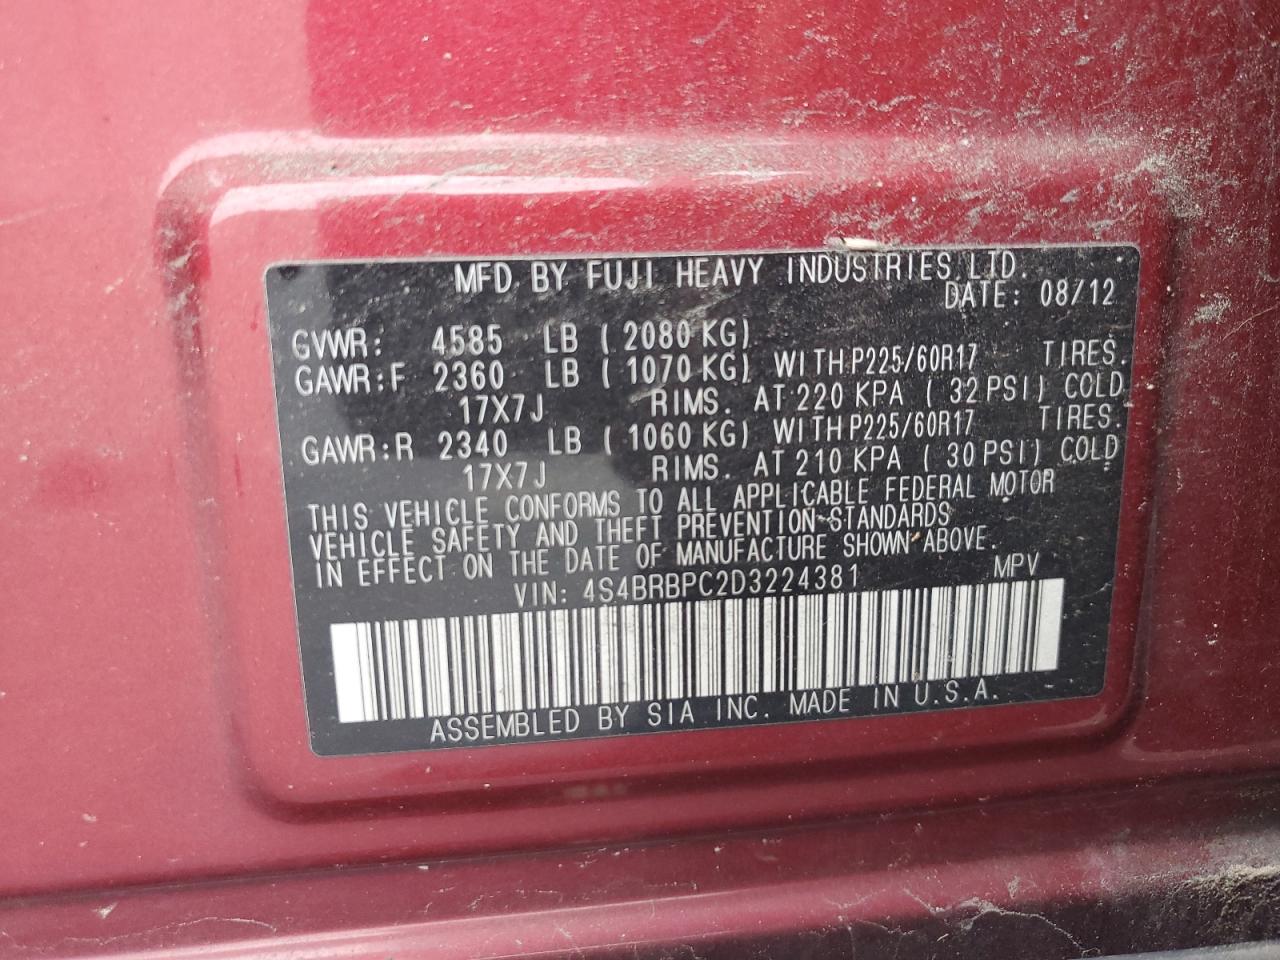 MFD BY FUJI HEAVY INDUSTRIES LTD.
DATE: 08/12
GVWR: 4585 LB ( 2080 KG)
GAWR:F 2360 LB ( 1070 KG) WITH P225/60R17 TIRES.
17X7J RIMS. AT 220 KPA ( 32 PSI) COLD
GAWR:R 2340 LB ( 1060 KG) WITH P225/60R17 TIRES.
17X7J RIMS. AT 210 KPA ( 30 PSI) COLD
THIS VEHICLE CONFORMS TO ALL APPLICABLE FEDERAL MOTOR
VEHICLE SAFETY AND THEFT PREVENTION STANDARDS
IN EFFECT ON THE DATE OF MANUFACTURE SHOWN ABOVE.
VIN: 4S4BRBPC2D3224381 MPV
ASSEMBLED BY SIA INC. MADE IN U.S.A.